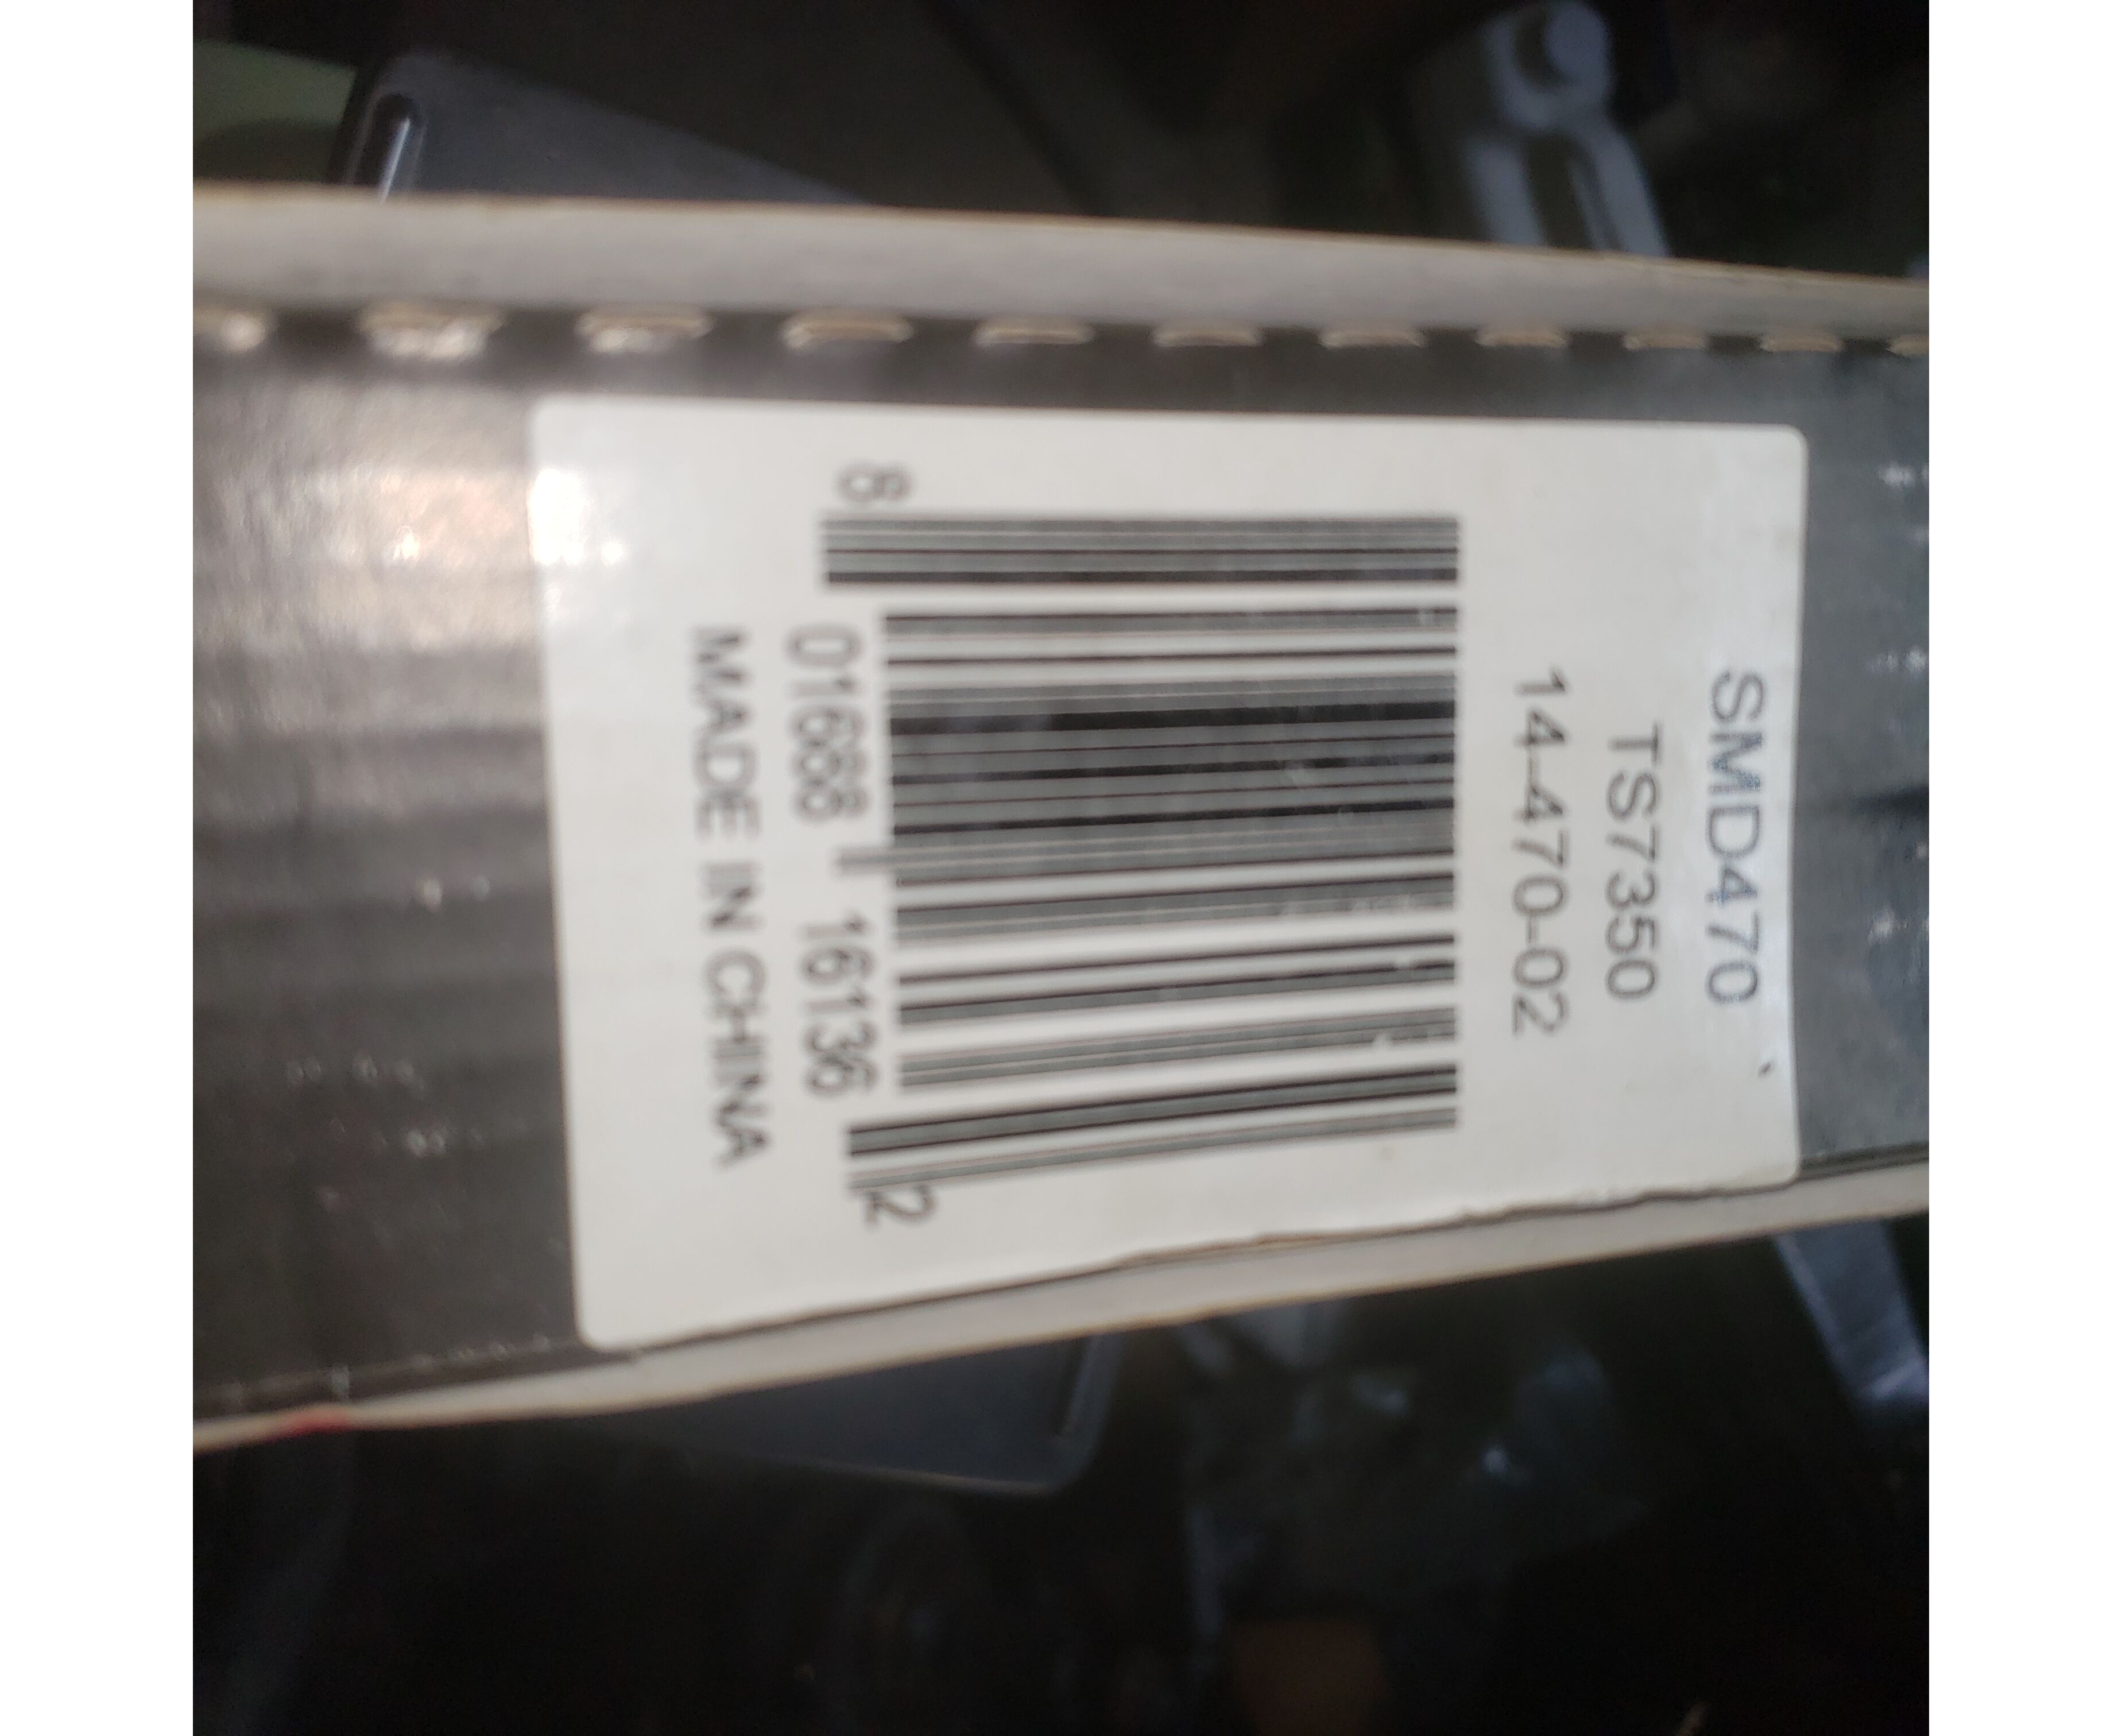 SMD470
TS7350
14-470-02
8 01688 16136 2
MADE IN CHINA